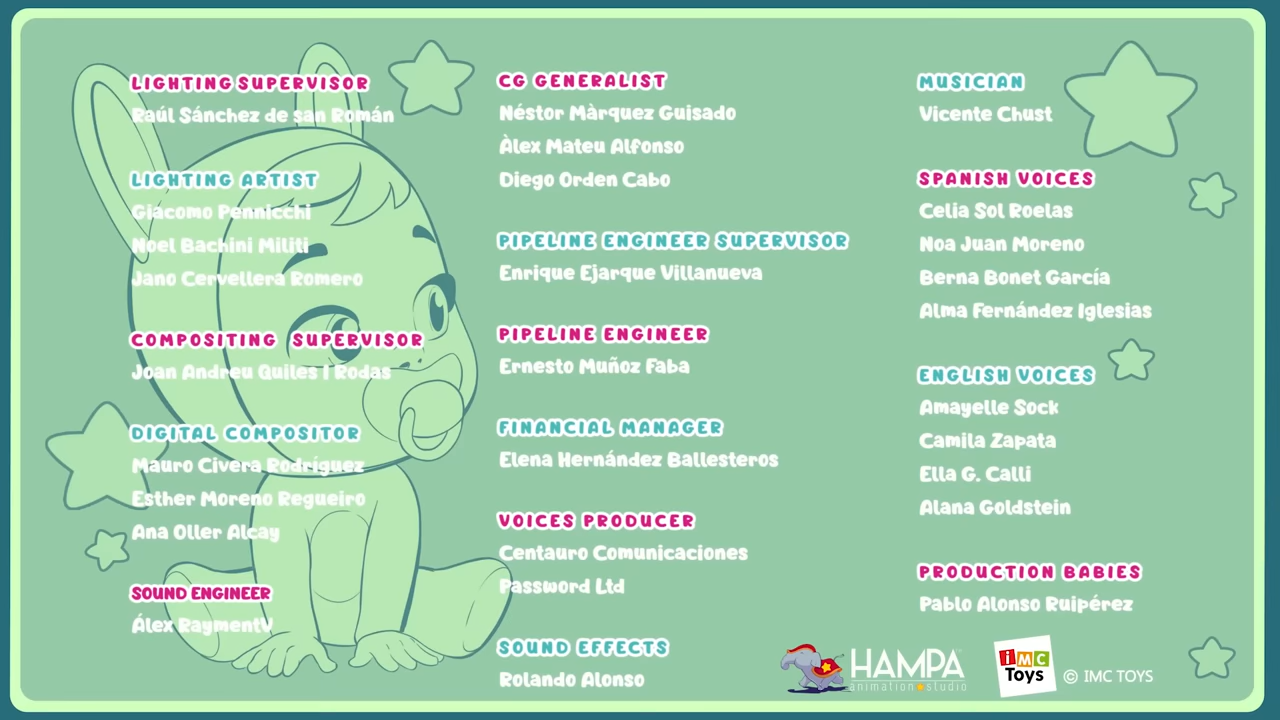 LIGHTING SUPERVISOR
Raúl Sánchez de san Román
LIGHTING ARTIST
Giacomo Pennicchi
Noel Bachini Militi
Jano Cervellera Romero
COMPOSITING SUPERVISOR
Joan Andreu Quiles I Rodas
DIGITAL COMPOSITOR
Mauro Civera Rodríguez
Esther Moreno Regueiro
Ana Oller Alcay
SOUND ENGINEER
Álex RaymentV
CG GENERALIST
Néstor Màrquez Guisado
Àlex Mateu Alfonso
Diego Orden Cabo
PIPELINE ENGINEER SUPERVISOR
Enrique Ejarque Villanueva
PIPELINE ENGINEER
Ernesto Muñoz Faba
FINANCIAL MANAGER
Elena Hernández Ballesteros
VOICES PRODUCER
Centauro Comunicaciones
Password Ltd
SOUND EFFECTS
Rolando Alonso
MUSICIAN
Vicente Chust
SPANISH VOICES
Celia Sol Roelas
Noa Juan Moreno
Berna Bonet García
Alma Fernández Iglesias
ENGLISH VOICES
Amayelle Sock
Camila Zapata
Ella G. Calli
Alana Goldstein
PRODUCTION BABIES
Pablo Alonso Ruipérez
HAMPA
animation studio
iMC
Toys
© IMC TOYS